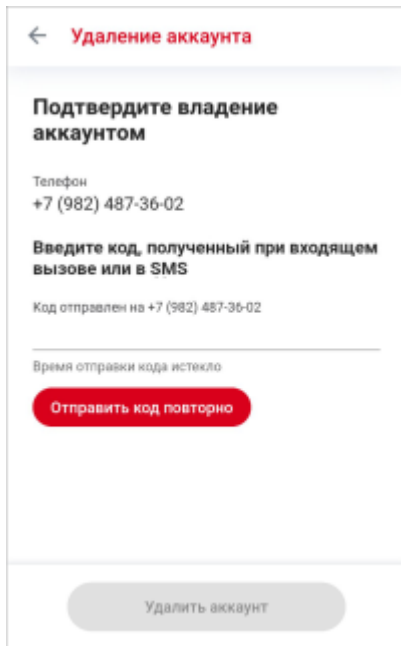 Удаление аккаунта
Подтвердите владение
аккаунтом
Телефон
+7 (982) 487-36-02
Введите код, полученный при входящем
вызове или в SMS
Код отправлен на +7 (982) 487-36-02
Время отправки кода истекло
Отправить код повторно
Удалить аккаунт